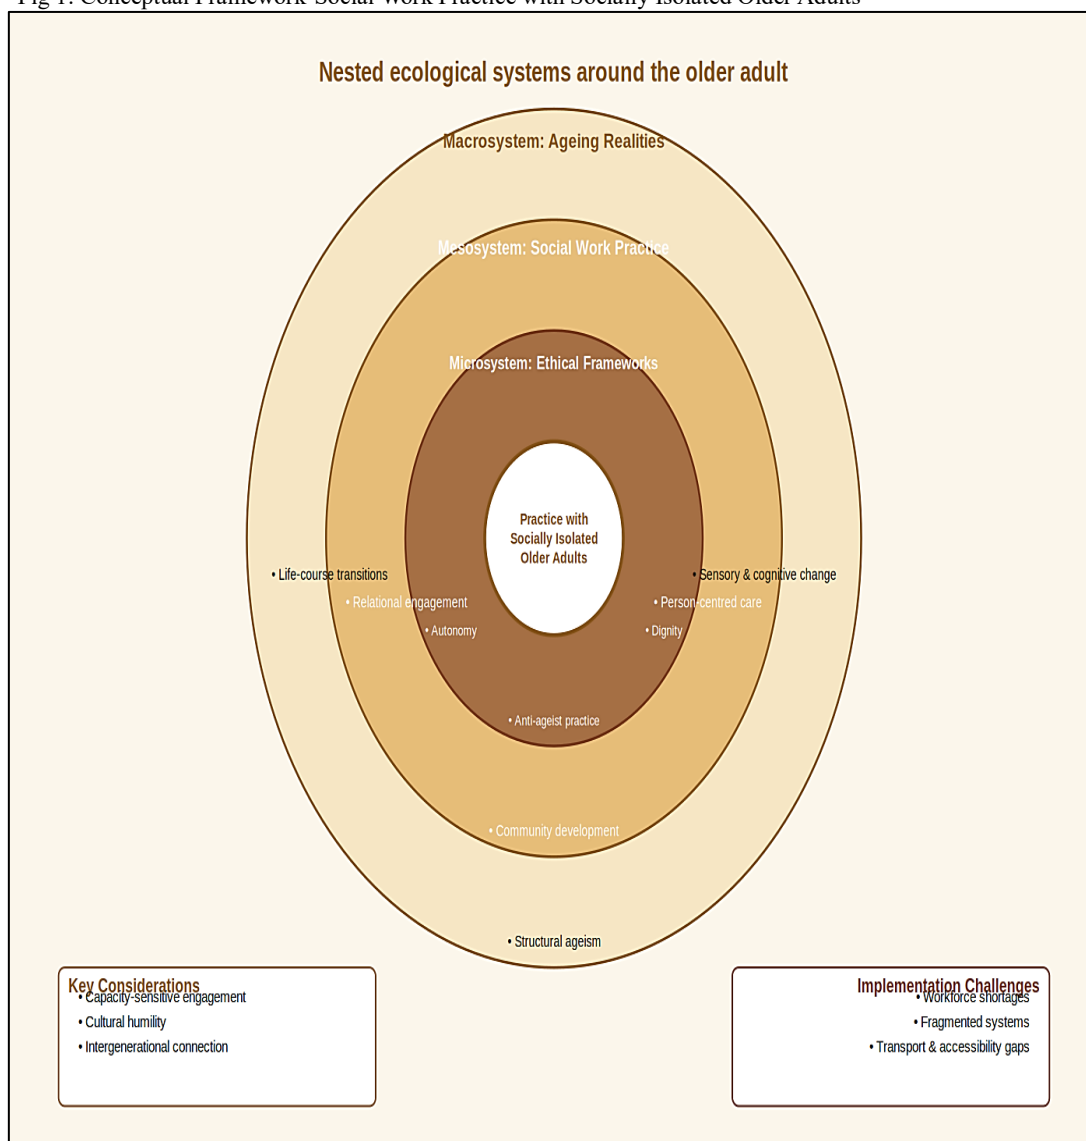 Fig 1: Conceptual Framework-Social Work Practice with Socially Isolated Older Adults
Nested ecological systems around the older adult
Macrosystem: Ageing Realities
Mesosystem: Social Work Practice
Microsystem: Ethical Frameworks
Practice with
Socially Isolated
Older Adults
• Life-course transitions
• Sensory & cognitive change
• Relational engagement
• Person-centred care
• Autonomy
• Dignity
• Anti-ageist practice
• Community development
• Structural ageism
Key Considerations
• Capacity-sensitive engagement
• Cultural humility
• Intergenerational connection
Implementation Challenges
• Workforce shortages
• Fragmented systems
• Transport & accessibility gaps